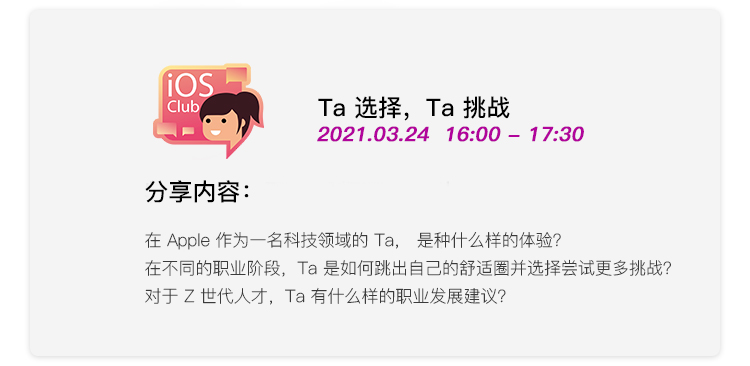 iOS
Club
Ta 选择，Ta 挑战
2021.03.24 16:00 - 17:30
分享内容：
在 Apple 作为一名科技领域的 Ta， 是种什么样的体验？
在不同的职业阶段，Ta 是如何跳出自己的舒适圈并选择尝试更多挑战？
对于 Z 世代人才，Ta 有什么样的职业发展建议？